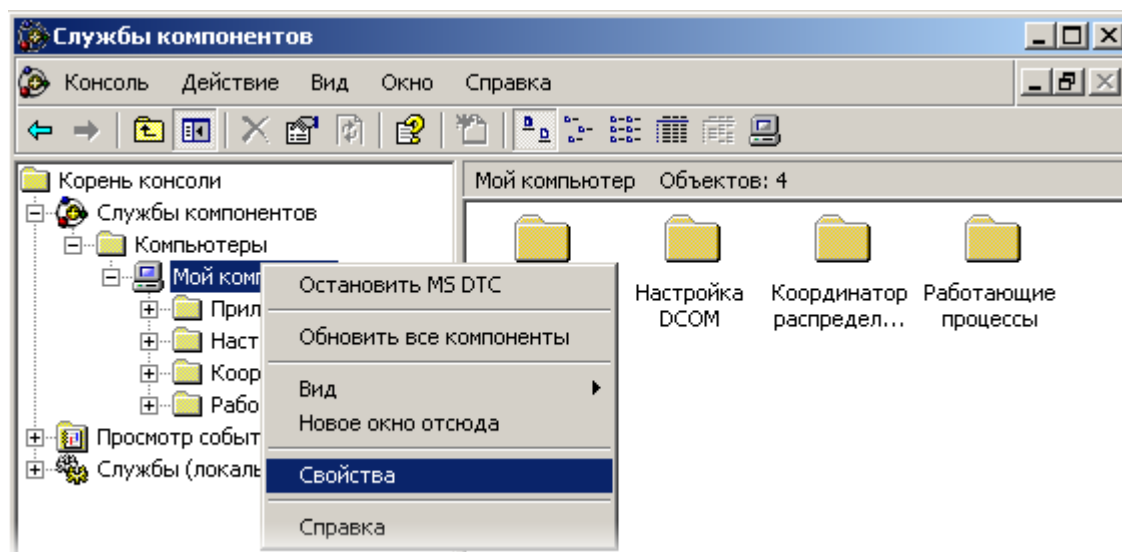 Службы компонентов
Консоль Действие Вид Окно Справка
Корень консоли
Службы компонентов
Компьютеры
Мой комп
Прил
Наст
Коор
Рабо
Просмотр событ
Службы (локаль
Мой компьютер Объектов: 4
Настройка DCOM
Координатор распредел...
Работающие процессы
Остановить MS DTC
Обновить все компоненты
Вид
Новое окно отсюда
Свойства
Справка